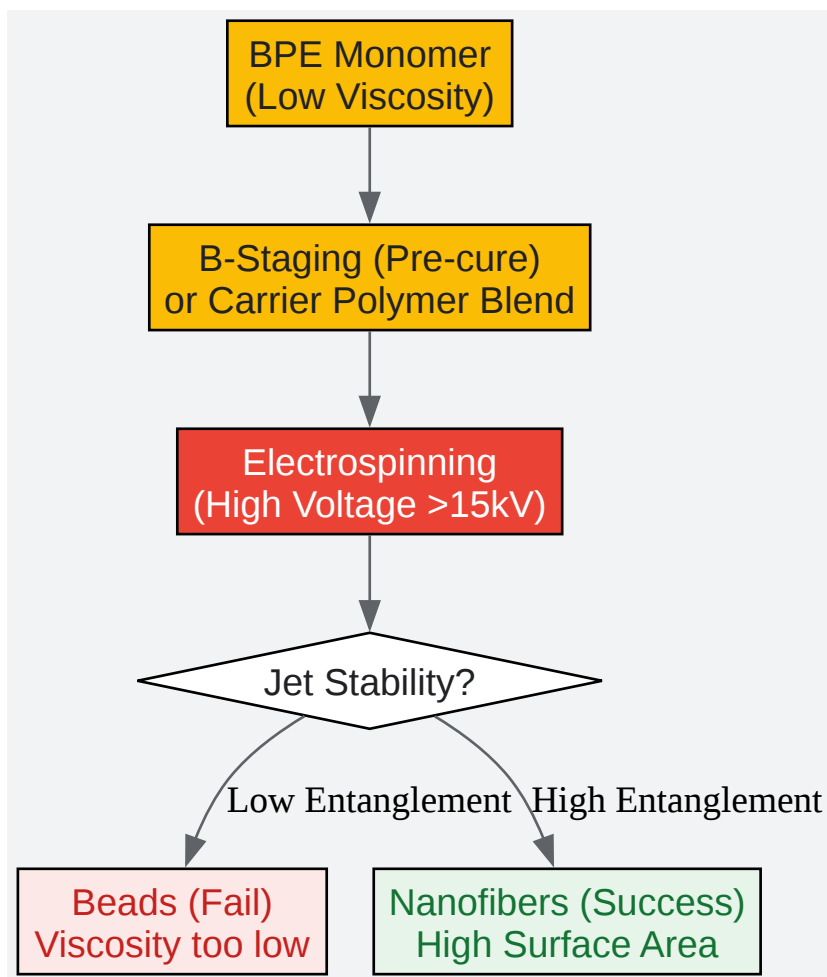 BPE Monomer
(Low Viscosity)
B-Staging (Pre-cure)
or Carrier Polymer Blend
Electrospinning
(High Voltage >15kV)
Jet Stability?
Low Entanglement
High Entanglement
Beads (Fail)
Viscosity too low
Nanofibers (Success)
High Surface Area